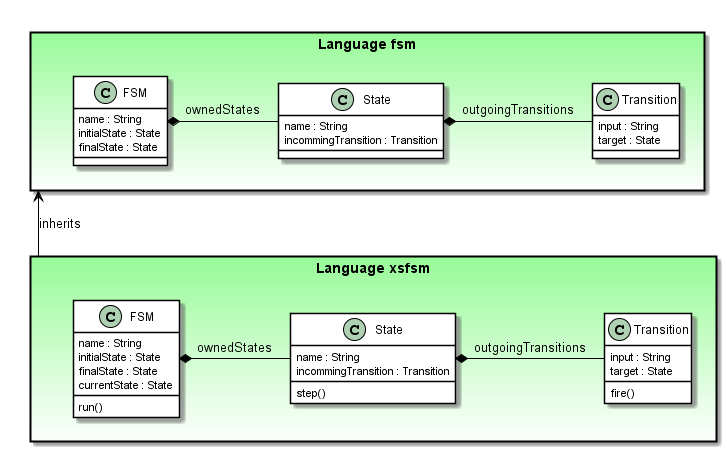 Language fsm
C FSM
name : String
initialState : State
finalState : State
ownedStates
C State
name : String
incommingTransition : Transition
outgoingTransitions
C Transition
input : String
target : State
inherits
Language xsfsm
C FSM
name : String
initialState : State
finalState : State
currentState : State
run()
ownedStates
C State
name : String
incommingTransition : Transition
step()
outgoingTransitions
C Transition
input : String
target : State
fire()